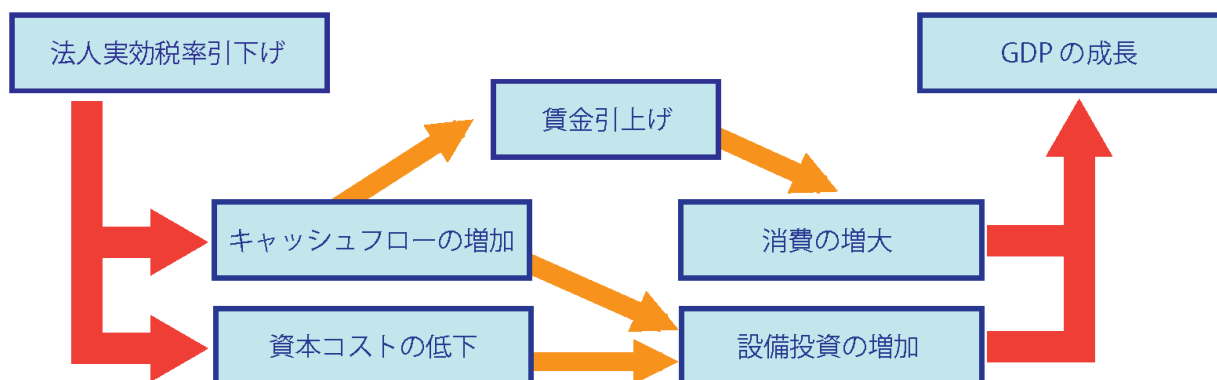 法人実効税率引下げ
GDPの成長
賃金引上げ
キャッシュフローの増加
消費の増大
資本コストの低下
設備投資の増加